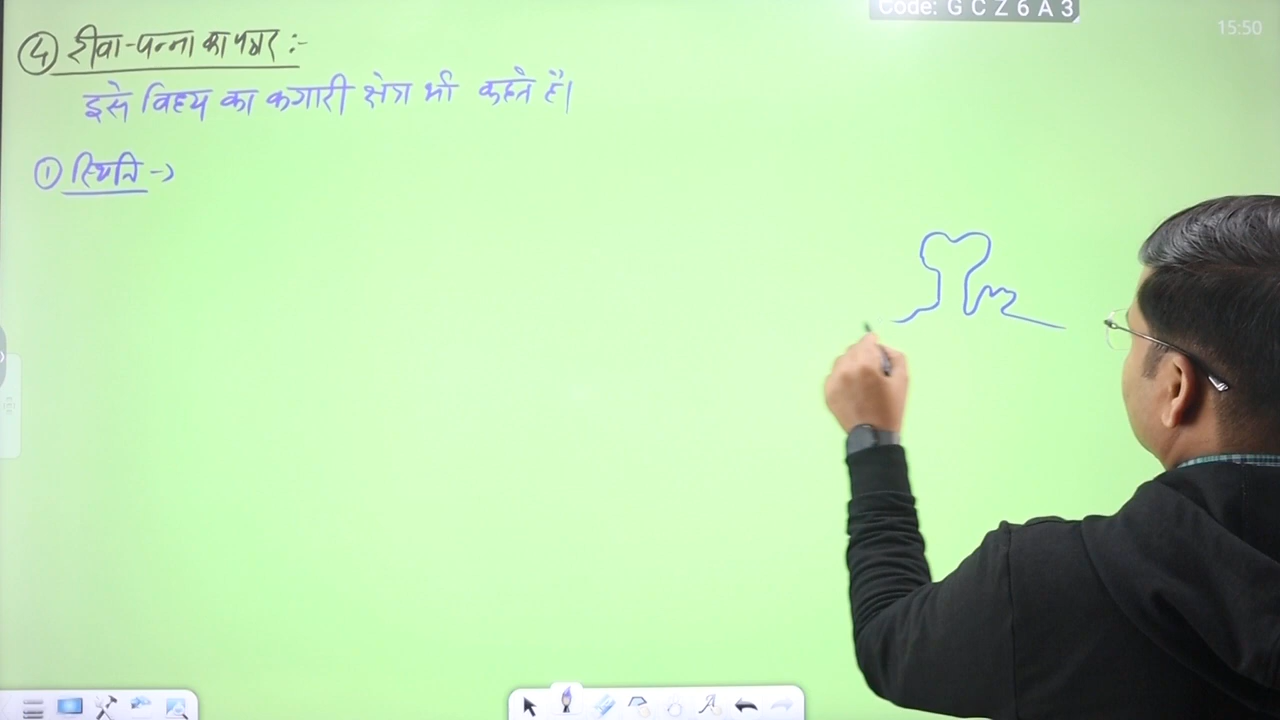 Code: G C Z 6 A 3
15:50
④ रीवा-पन्ना का पठार :-
इसे विंध्य का कगारी क्षेत्र भी कहते हैं।
① स्थिति ->